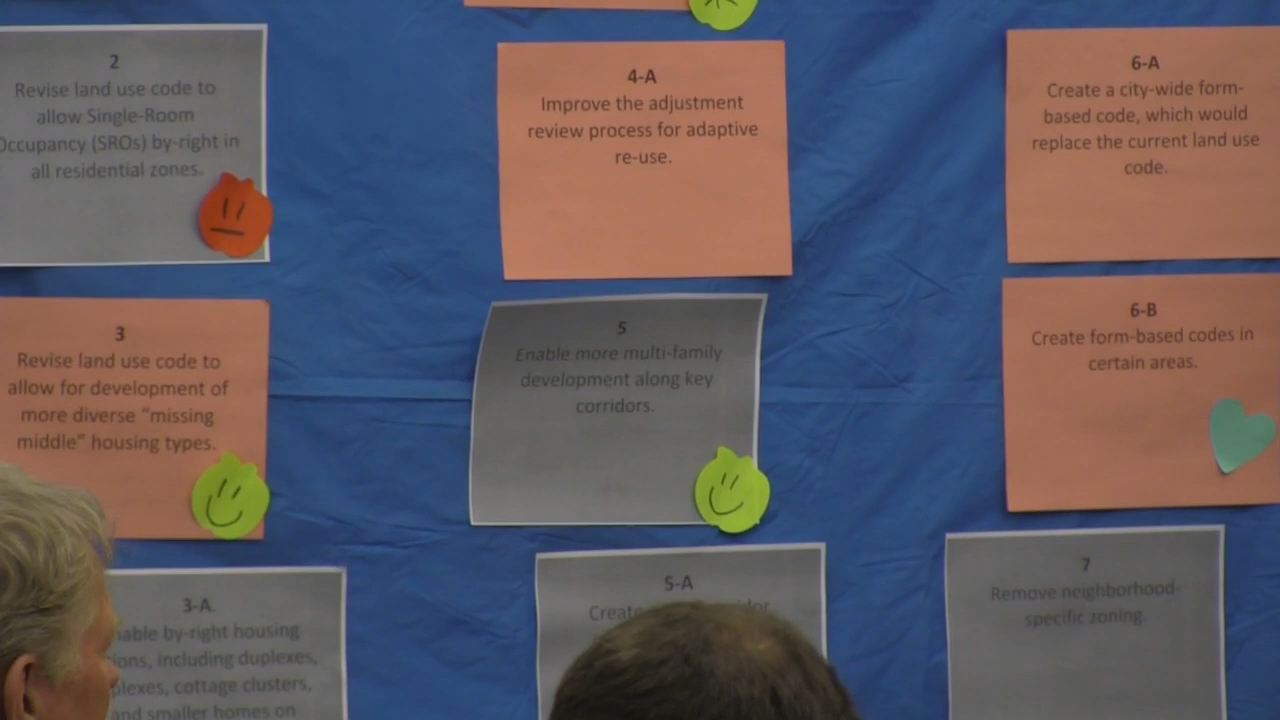 2
Revise land use code to
allow Single-Room
Occupancy (SROs) by-right in
all residential zones.
3
Revise land use code to
allow for development of
more diverse "missing
middle" housing types.
3-A.
by-right housing
including duplexes,
cottage clusters,
and smaller homes on
4-A
Improve the adjustment
review process for adaptive
re-use.
5
Enable more multi-family
development along key
corridors.
5-A
Create
6-A
Create a city-wide form-
based code, which would
replace the current land use
code.
6-B
Create form-based codes in
certain areas.
7
Remove neighborhood-
specific zoning.